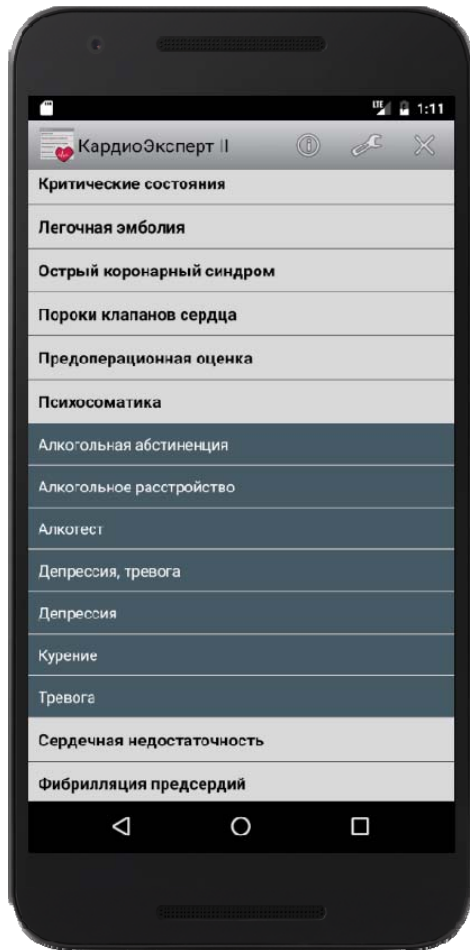 LTE 1:11
КардиоЭксперт II
Критические состояния
Легочная эмболия
Острый коронарный синдром
Пороки клапанов сердца
Предоперационная оценка
Психосоматика
Алкогольная абстиненция
Алкогольное расстройство
Алкотест
Депрессия, тревога
Депрессия
Курение
Тревога
Сердечная недостаточность
Фибрилляция предсердий